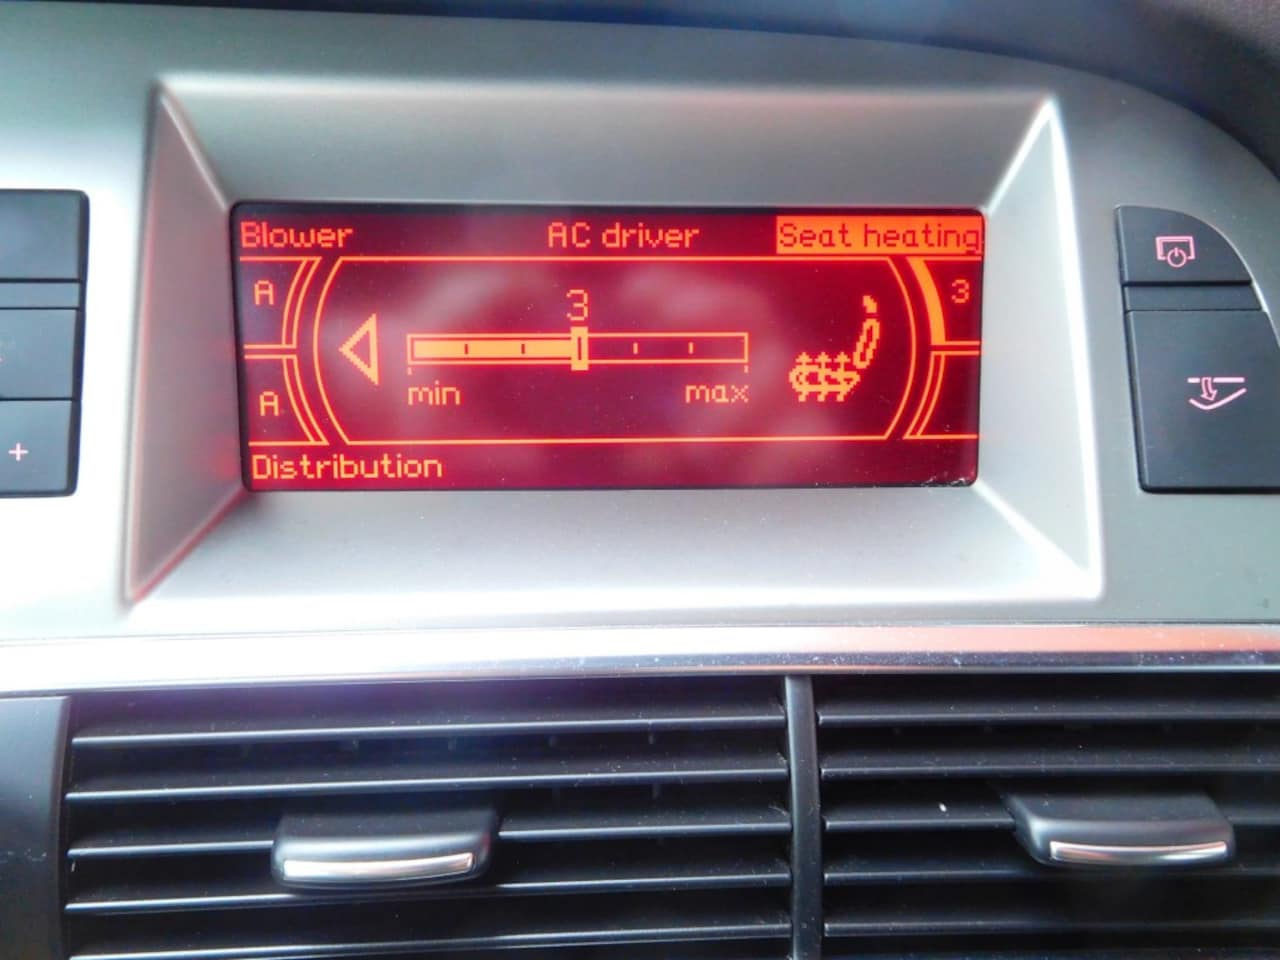 Blower AC driver Seat heating
A 3 3
min max
A
Distribution
+